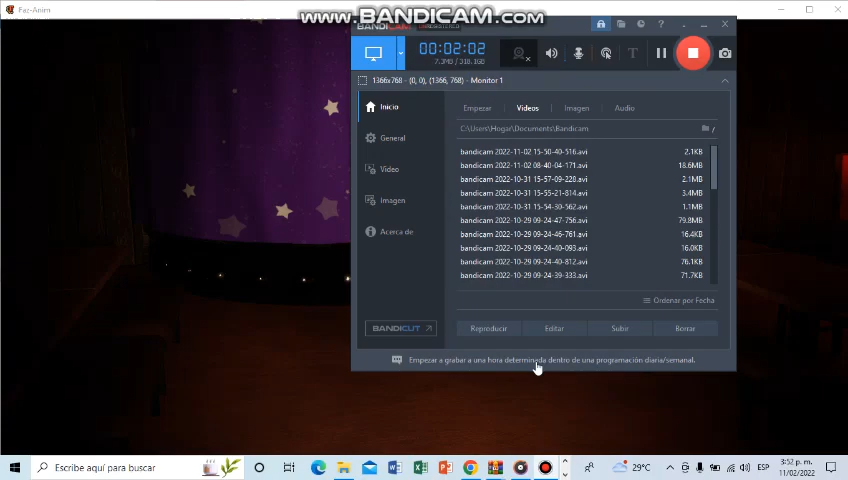 Faz-Anim
www.BANDICAM.com
BANDICAM
00:02:02
7.3MB / 318.1GB
1366x768 - (0, 0), (1366, 768) - Monitor 1
Inicio
General
Vídeo
Imagen
Acerca de
BANDICUT
Empezar Vídeos Imagen Audio
C:\Users\Hogar\Documents\Bandicam
bandicam 2022-11-02 15-50-40-516.avi 2.1KB
bandicam 2022-11-02 08-40-04-171.avi 18.6MB
bandicam 2022-10-31 15-57-09-228.avi 2.1MB
bandicam 2022-10-31 15-55-21-814.avi 3.4MB
bandicam 2022-10-31 15-54-30-562.avi 1.1MB
bandicam 2022-10-29 09-24-47-756.avi 79.8MB
bandicam 2022-10-29 09-24-46-761.avi 16.4KB
bandicam 2022-10-29 09-24-40-093.avi 16.0KB
bandicam 2022-10-29 09-24-40-812.avi 76.1KB
bandicam 2022-10-29 09-24-39-333.avi 71.7KB
Ordenar por Fecha
Reproducir Editar Subir Borrar
Empezar a grabar a una hora determinada dentro de una programación diaria/semanal.
Escribe aquí para buscar
29°C
ESP
3:52 p. m.
11/02/2022